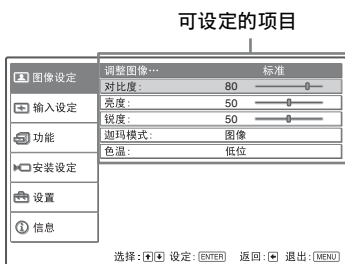 可设定的项目
图像设定
输入设定
功能
安装设定
设置
信息
调整图像… 标准
对比度: 80
亮度: 50
锐度: 50
迦玛模式: 图像
色温: 低位
选择: 设定: ENTER 返回: 退出: MENU